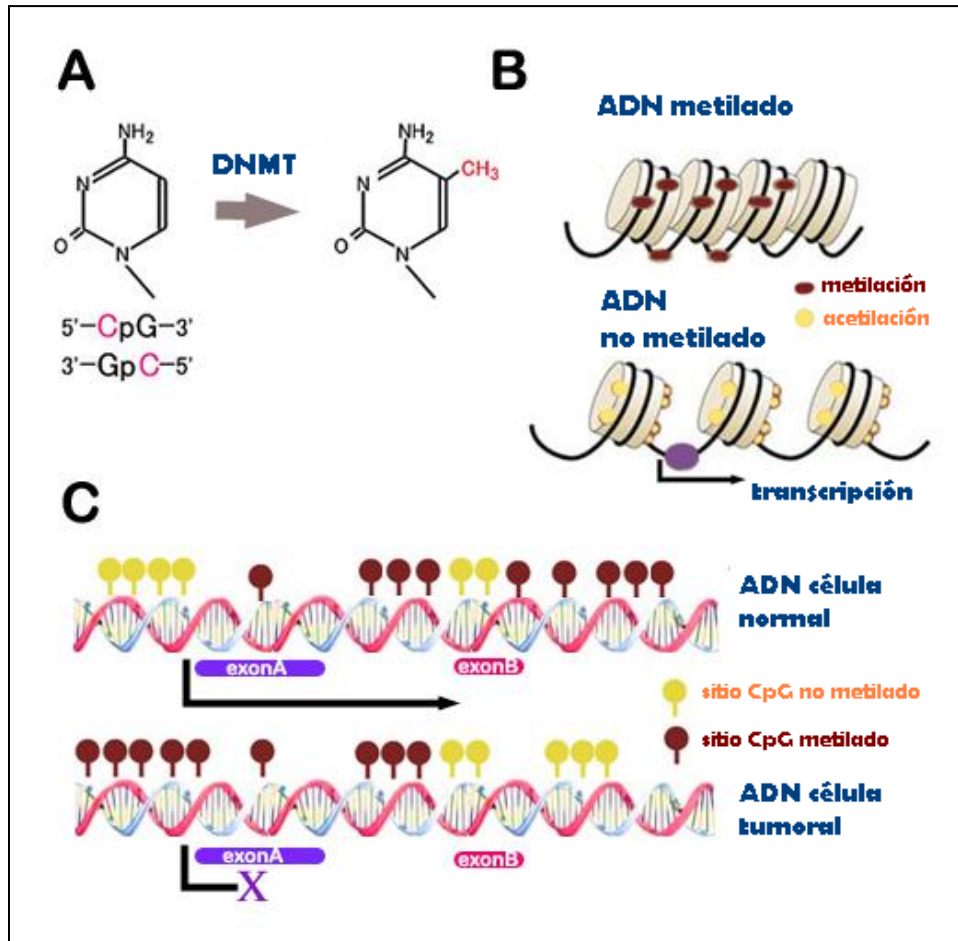 A
NH₂
N
O
N
DNMT
NH₂
CH₃
N
O
N
5'–CpG–3'
3'–GpC–5'
B
ADN metilado
metilación
acetilación
ADN
no metilado
transcripción
C
ADN célula
normal
exonA
exonB
sitio CpG no metilado
sitio CpG metilado
ADN célula
tumoral
exonA
exonB
X